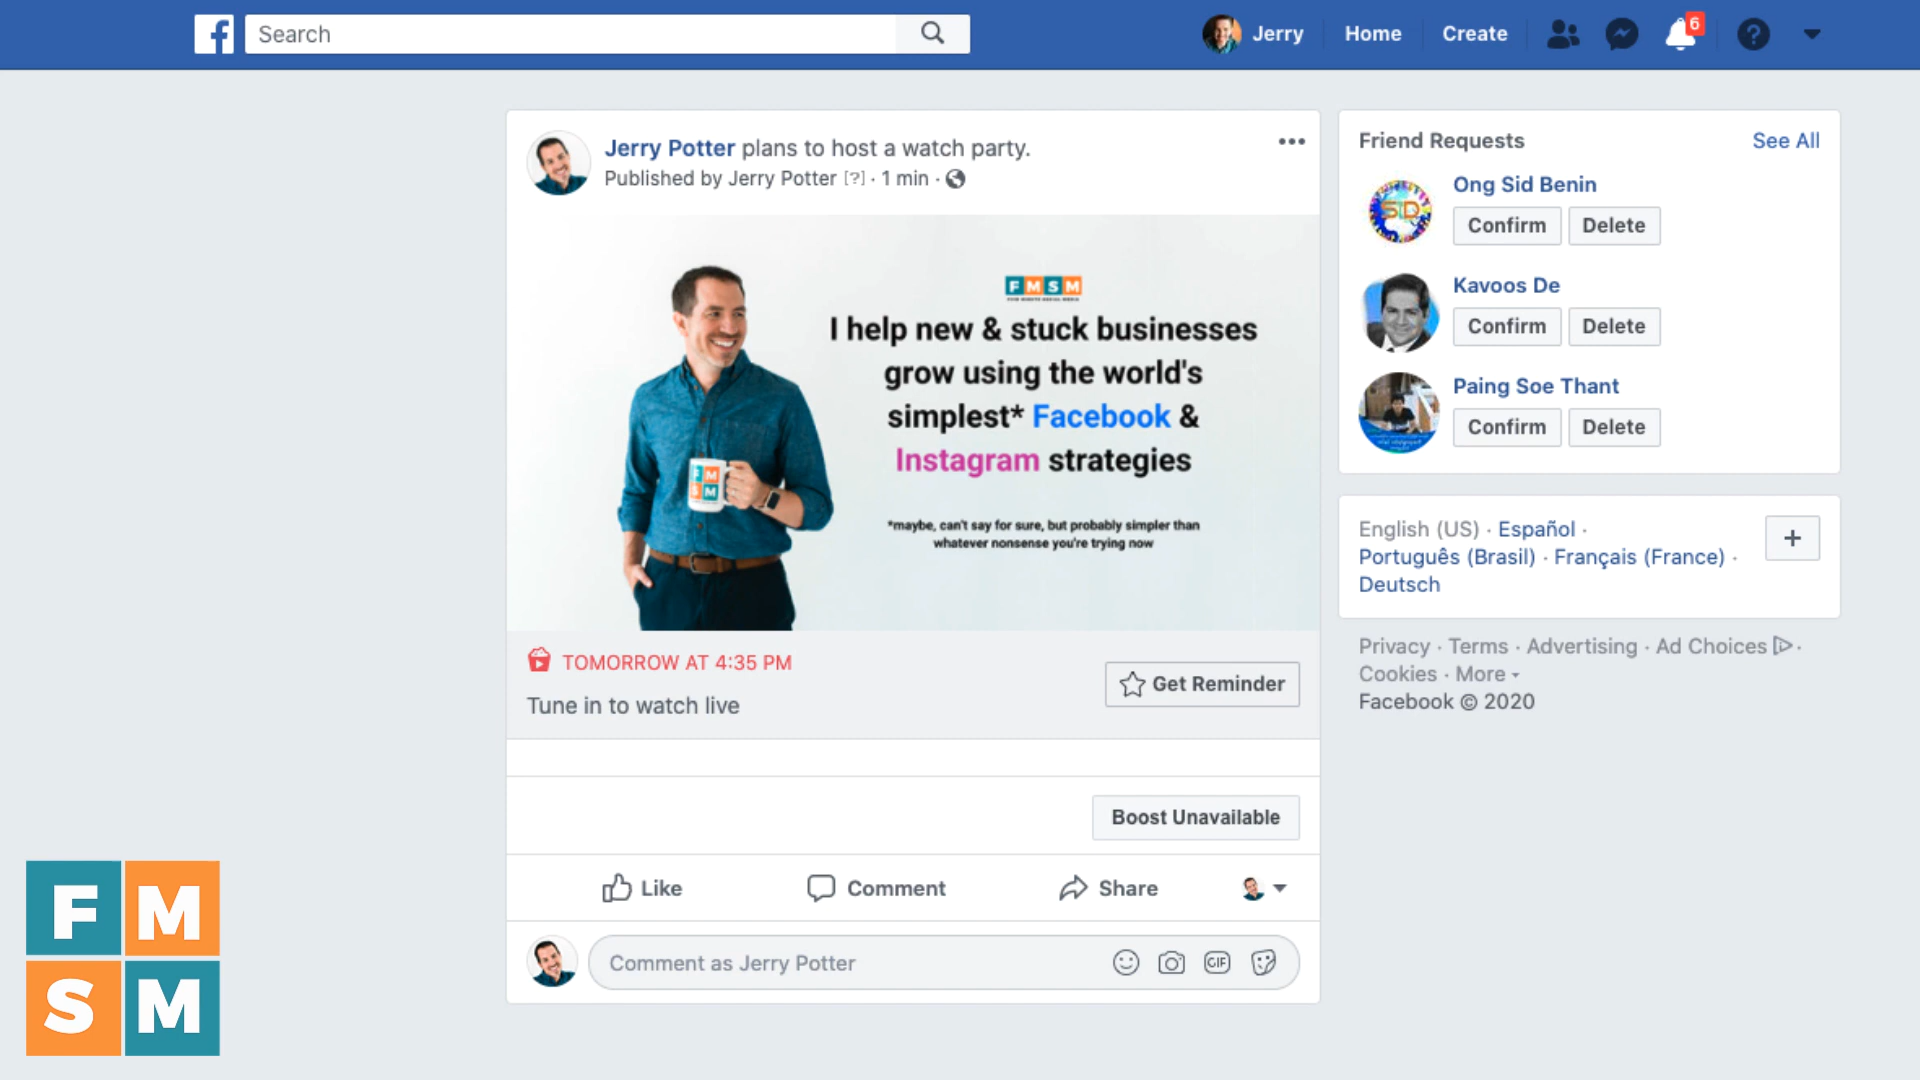 Search
Jerry
Home
Create
6
Jerry Potter plans to host a watch party.
Published by Jerry Potter [?] · 1 min ·
FMSM
I help new & stuck businesses
grow using the world's
simplest* Facebook &
Instagram strategies
*maybe, can't say for sure, but probably simpler than
whatever nonsense you're trying now
F M
S M
TOMORROW AT 4:35 PM
Tune in to watch live
Get Reminder
Boost Unavailable
Like
Comment
Share
Comment as Jerry Potter
GIF
Friend Requests
See All
Ong Sid Benin
Confirm
Delete
Kavoos De
Confirm
Delete
Paing Soe Thant
Confirm
Delete
English (US) · Español ·
Português (Brasil) · Français (France) ·
Deutsch
Privacy · Terms · Advertising · Ad Choices ·
Cookies · More
Facebook © 2020
F M
S M